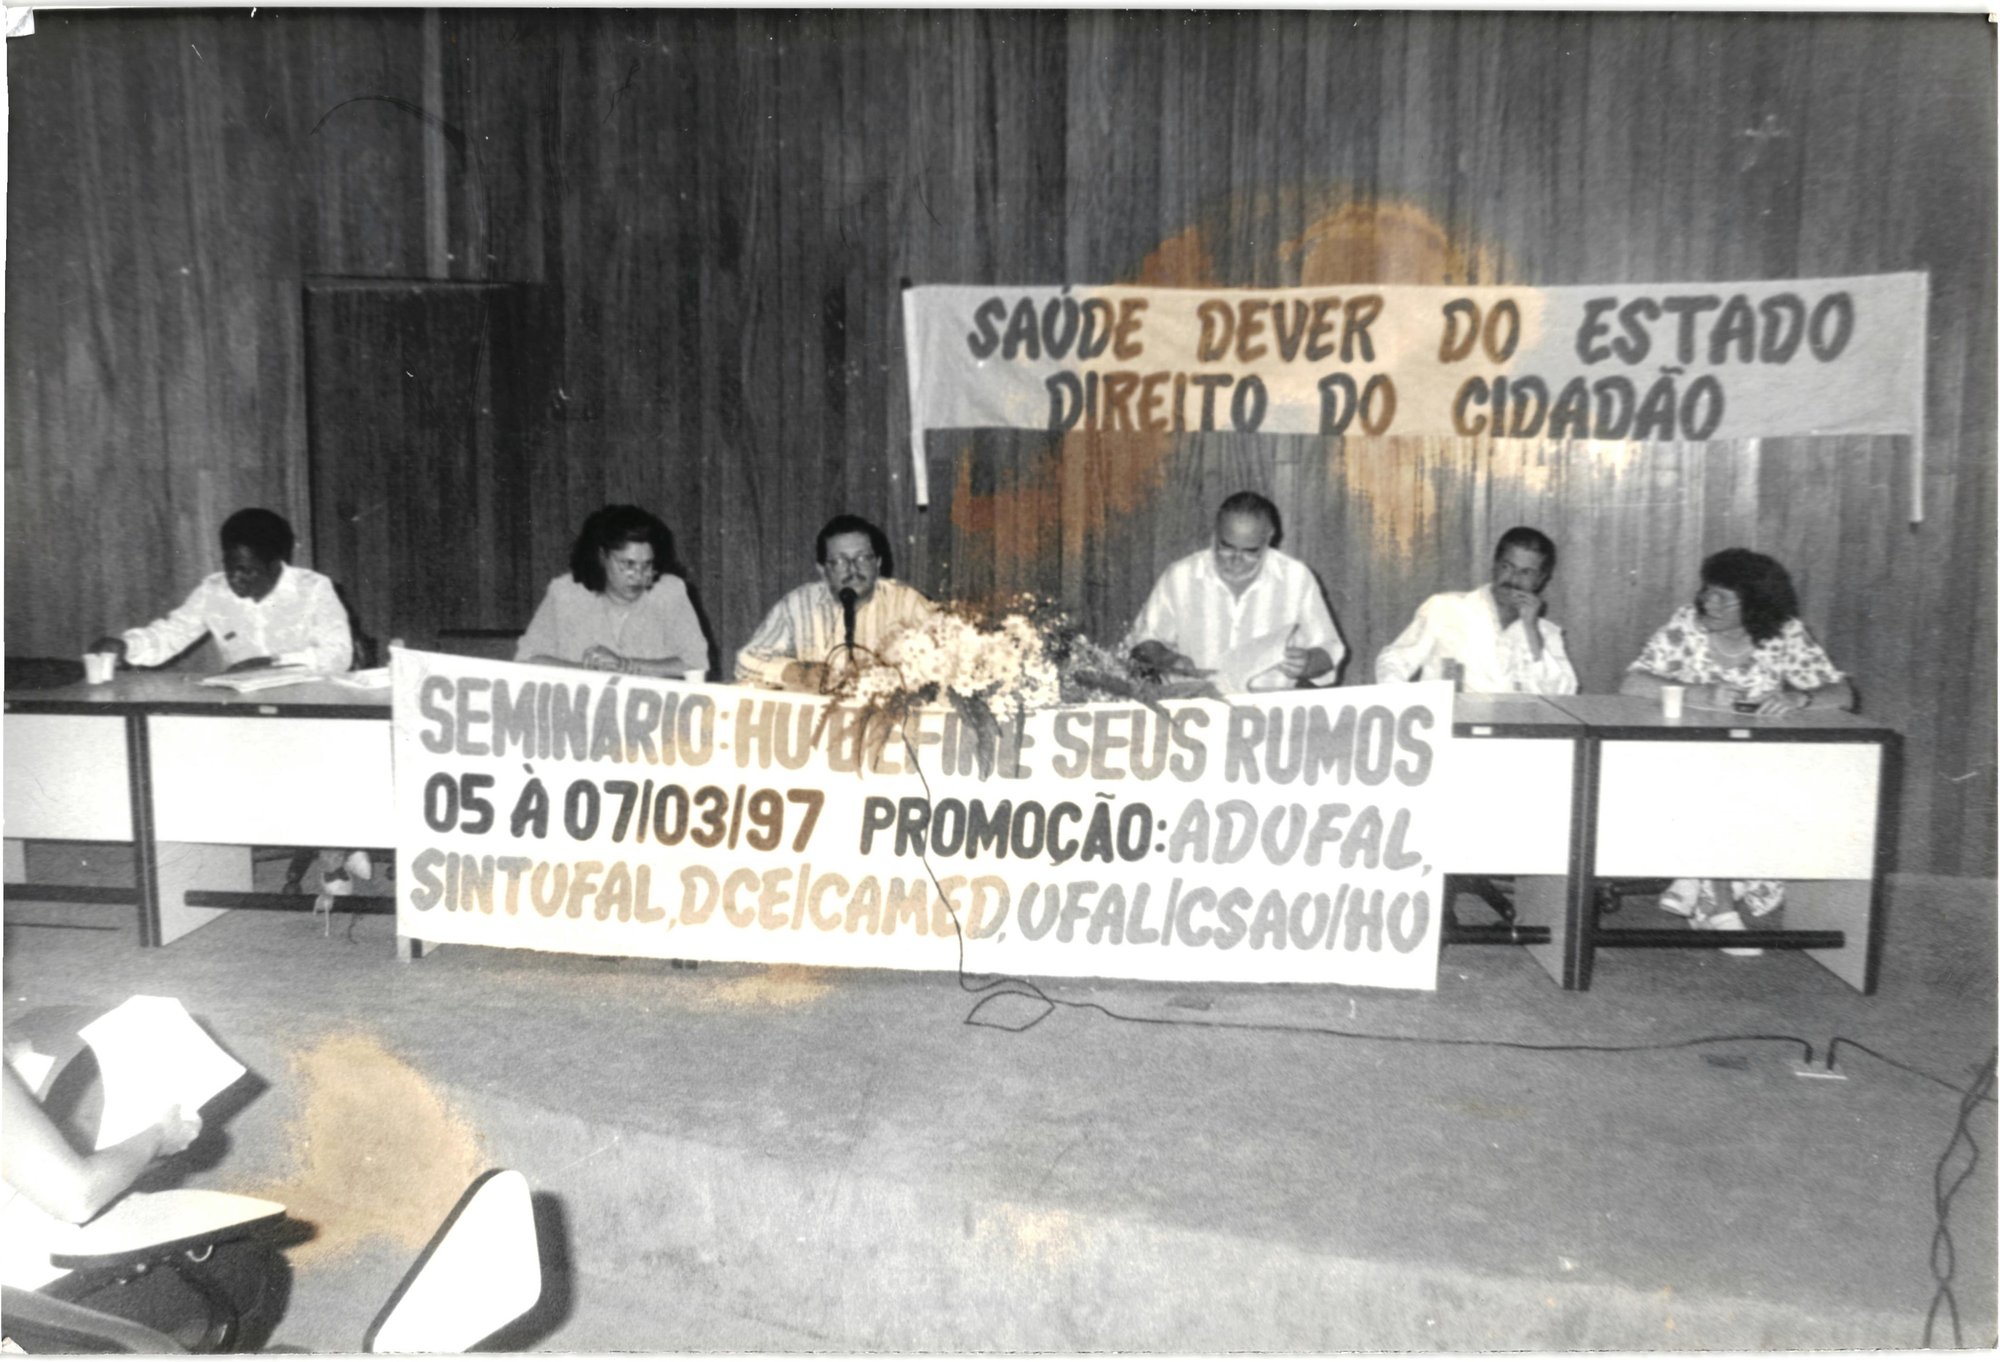 SAÚDE DEVER DO ESTADO
DIREITO DO CIDADÃO
SEMINÁRIO: HU DEFINE SEUS RUMOS
05 À 07/03/97 PROMOÇÃO: ADUFAL,
SINTUFAL, DCE/CAMED, UFAL/CSAU/HU